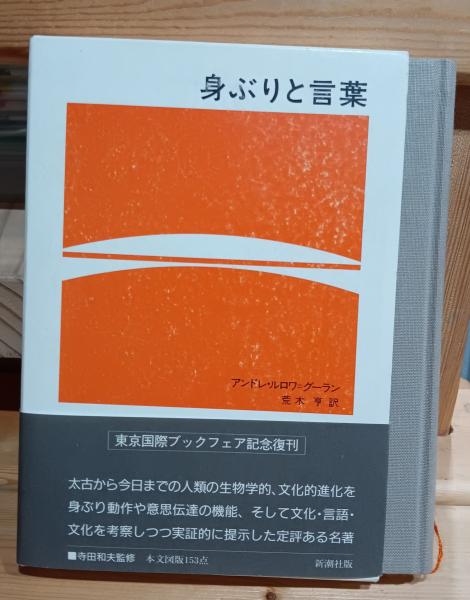 身ぶりと言葉
アンドレ・ルロワ=グーラン
荒木 亨 訳
東京国際ブックフェア記念復刊
太古から今日までの人類の生物学的、文化的進化を
身ぶり動作や意思伝達の機能、そして文化・言語・
文化を考察しつつ実証的に提示した定評ある名著
■寺田和夫監修 本文図版153点 新潮社版